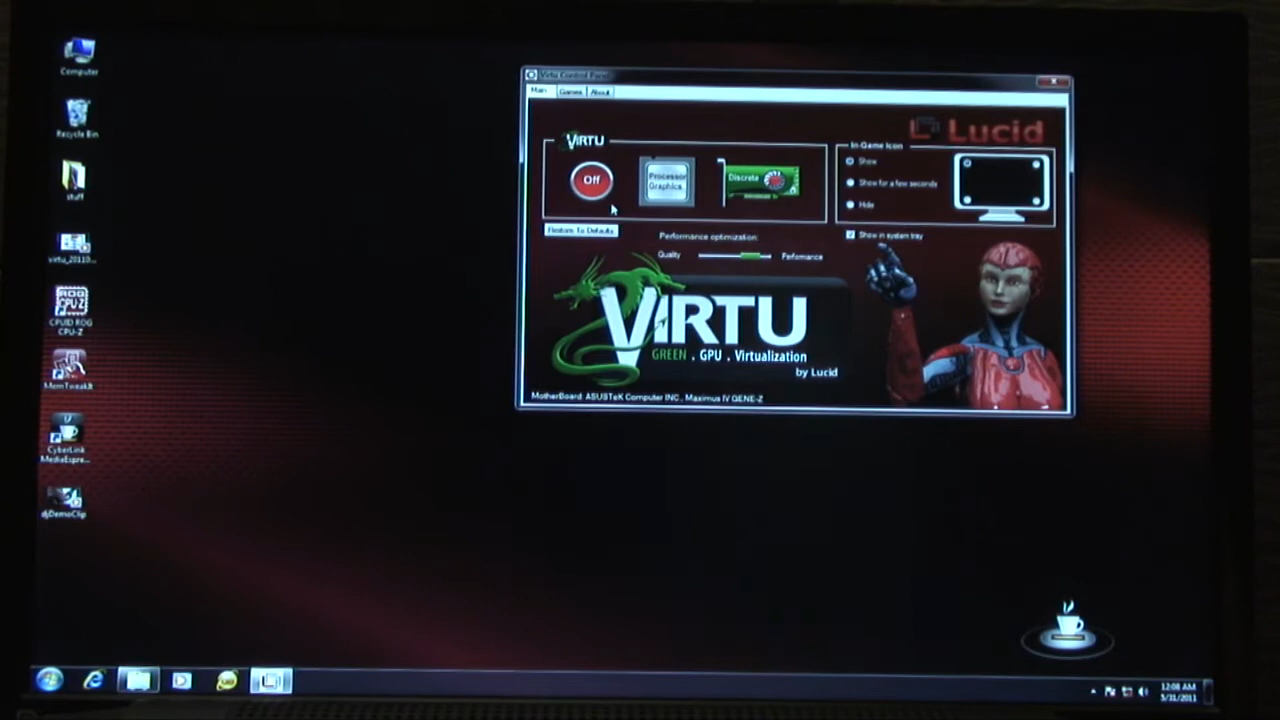 Computer
Recycle Bin
stuff
virtu_20110...
CPUID ROG
CPU-Z
MemTweakIt
CyberLink
MediaEspre...
djDemoClip
Virtu Control Panel
Main
Games
About
Lucid
VIRTU
Off
Processor
Graphics
Discrete
In-Game Icon
Show
Show for a few seconds
Hide
Restore To Defaults
Show in system tray
Performance optimization:
Quality
Performance
VIRTU
GREEN . GPU . Virtualization
by Lucid
MotherBoard: ASUSTeK Computer INC., Maximus IV GENE-Z
12:08 AM
5/31/2011